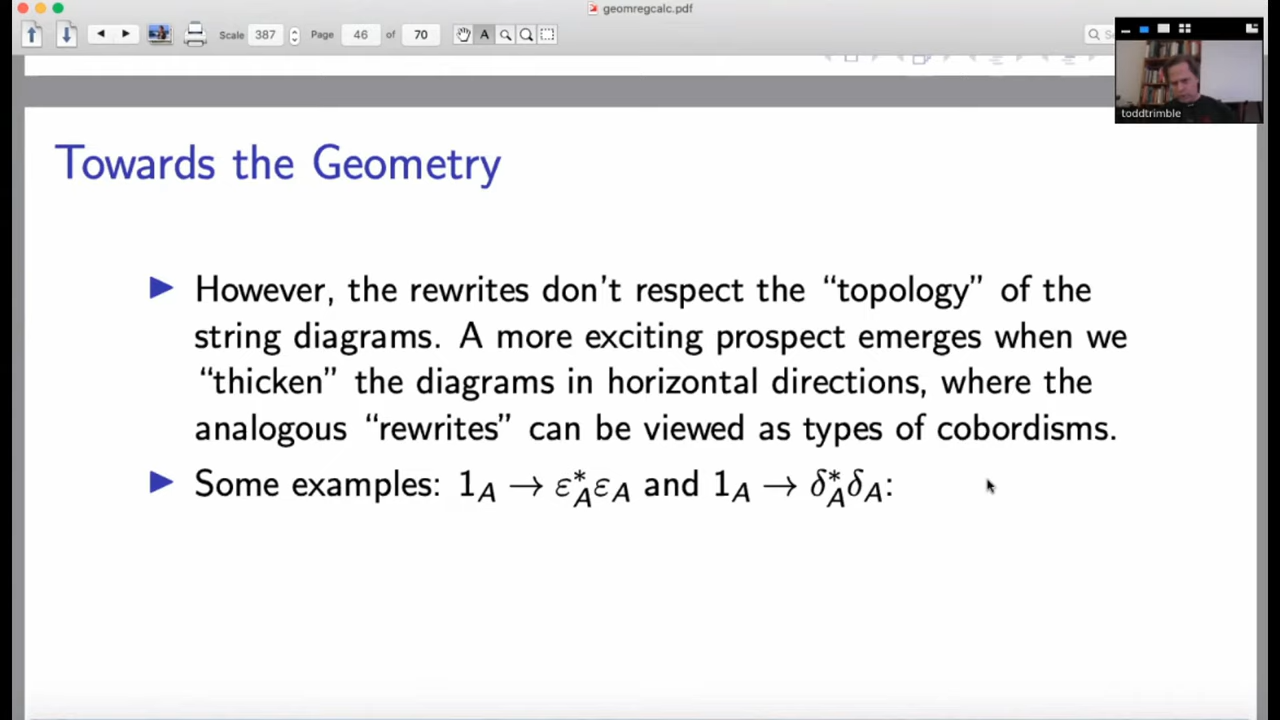 geomregcalc.pdf
Scale 387 Page 46 of 70
toddtrimble
Towards the Geometry
However, the rewrites don't respect the “topology” of the
string diagrams. A more exciting prospect emerges when we
“thicken” the diagrams in horizontal directions, where the
analogous “rewrites” can be viewed as types of cobordisms.
Some examples: 1_A → ε*_A ε_A and 1_A → δ*_A δ_A: